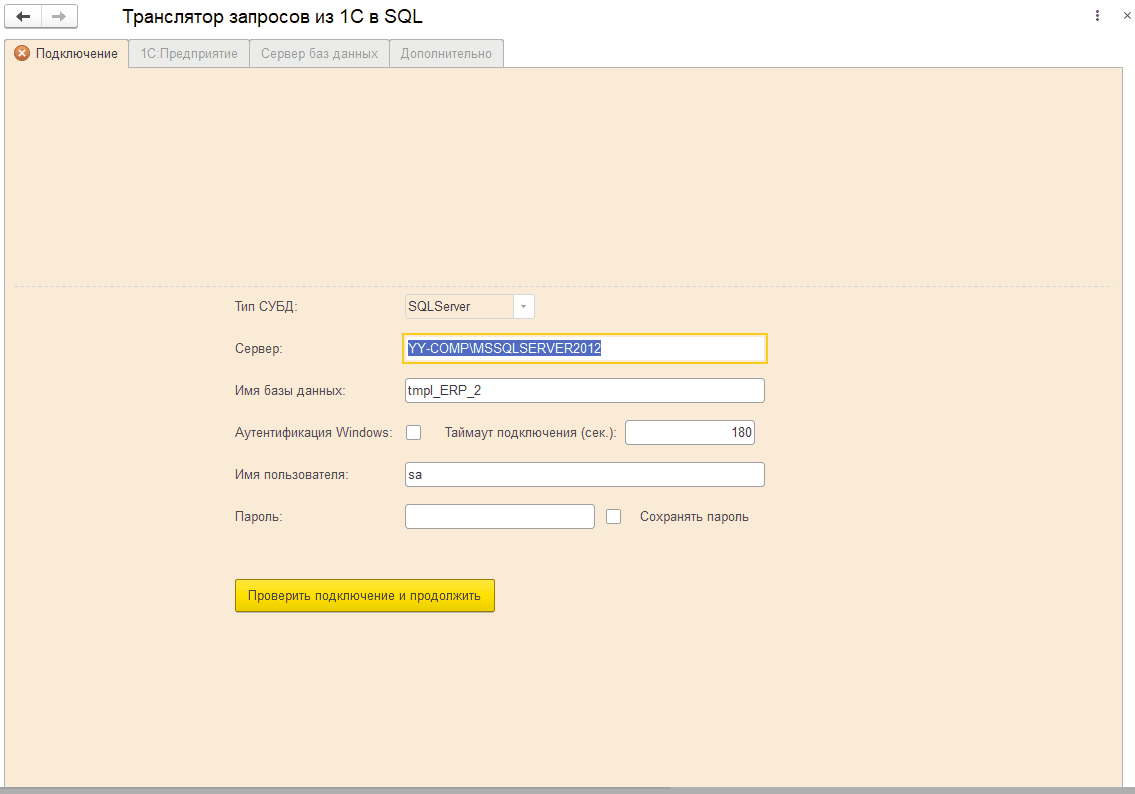 Транслятор запросов из 1С в SQL
Подключение 1С:Предприятие Сервер баз данных Дополнительно
Тип СУБД: SQLServer
Сервер: YY-COMP\MSSQLSERVER2012
Имя базы данных: tmpl_ERP_2
Аутентификация Windows: Таймаут подключения (сек.): 180
Имя пользователя: sa
Пароль: Сохранять пароль
Проверить подключение и продолжить